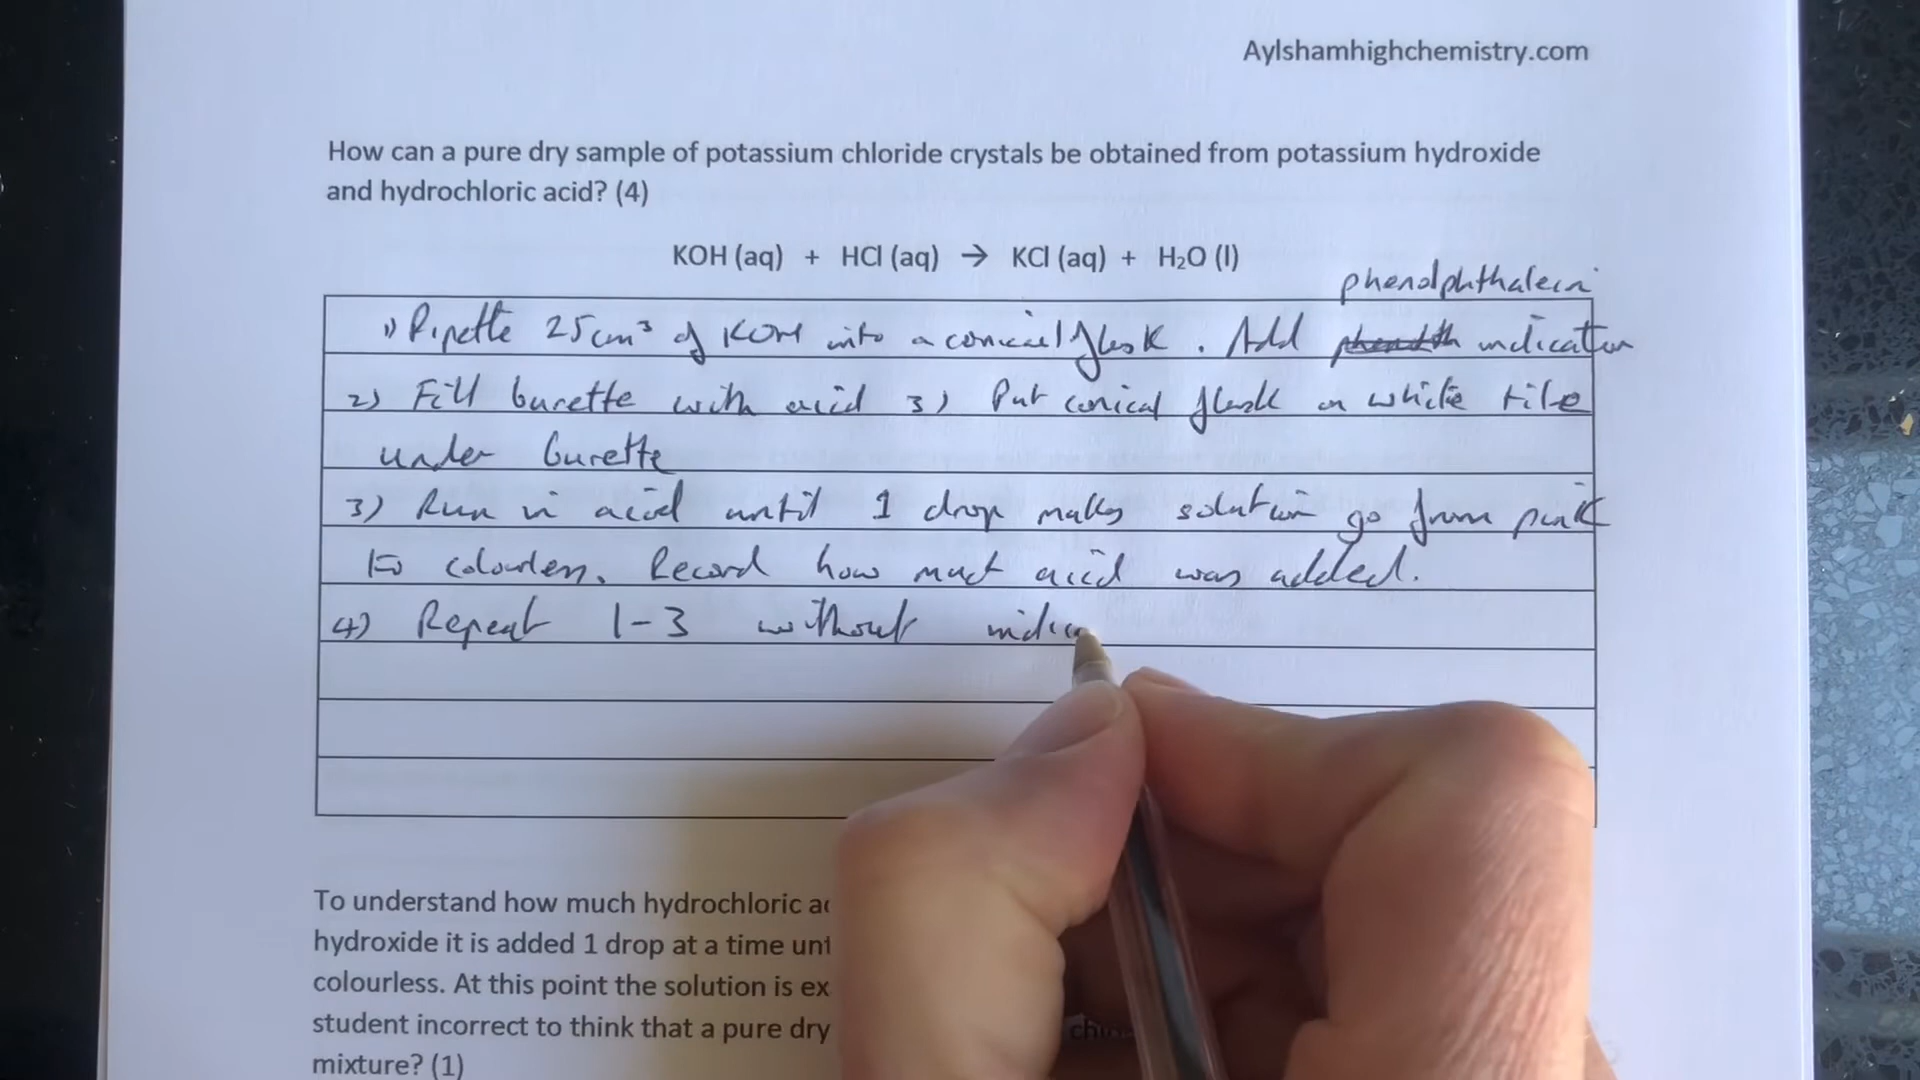 Aylshamhighchemistry.com
How can a pure dry sample of potassium chloride crystals be obtained from potassium hydroxide
and hydrochloric acid? (4)
KOH (aq) + HCl (aq) → KCl (aq) + H₂O (l)
phenolphthalein
1) Pipette 25cm³ of KOH into a conical flask. Add indicator
2) Fill burette with acid 3) Put conical flask on white tile
under burette
3) Run in acid until 1 drop makes solution go from pink
to colourless. Record how much acid was added.
4) Repeat 1-3 without indic
To understand how much hydrochloric
hydroxide it is added 1 drop at a time
colourless. At this point the solution is
student incorrect to think that a pure dry
mixture? (1)